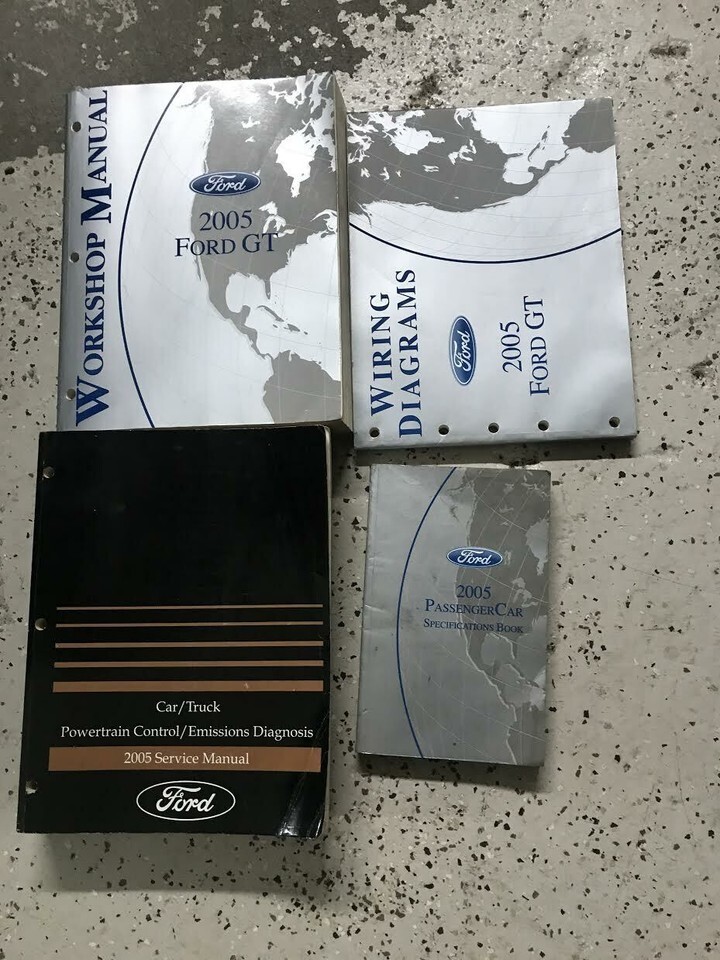 WORKSHOP MANUAL
Ford
2005
FORD GT
WIRING
DIAGRAMS
Ford
2005
FORD GT
Car/Truck
Powertrain Control/Emissions Diagnosis
2005 Service Manual
Ford
Ford
2005
PASSENGERCAR
SPECIFICATIONS BOOK